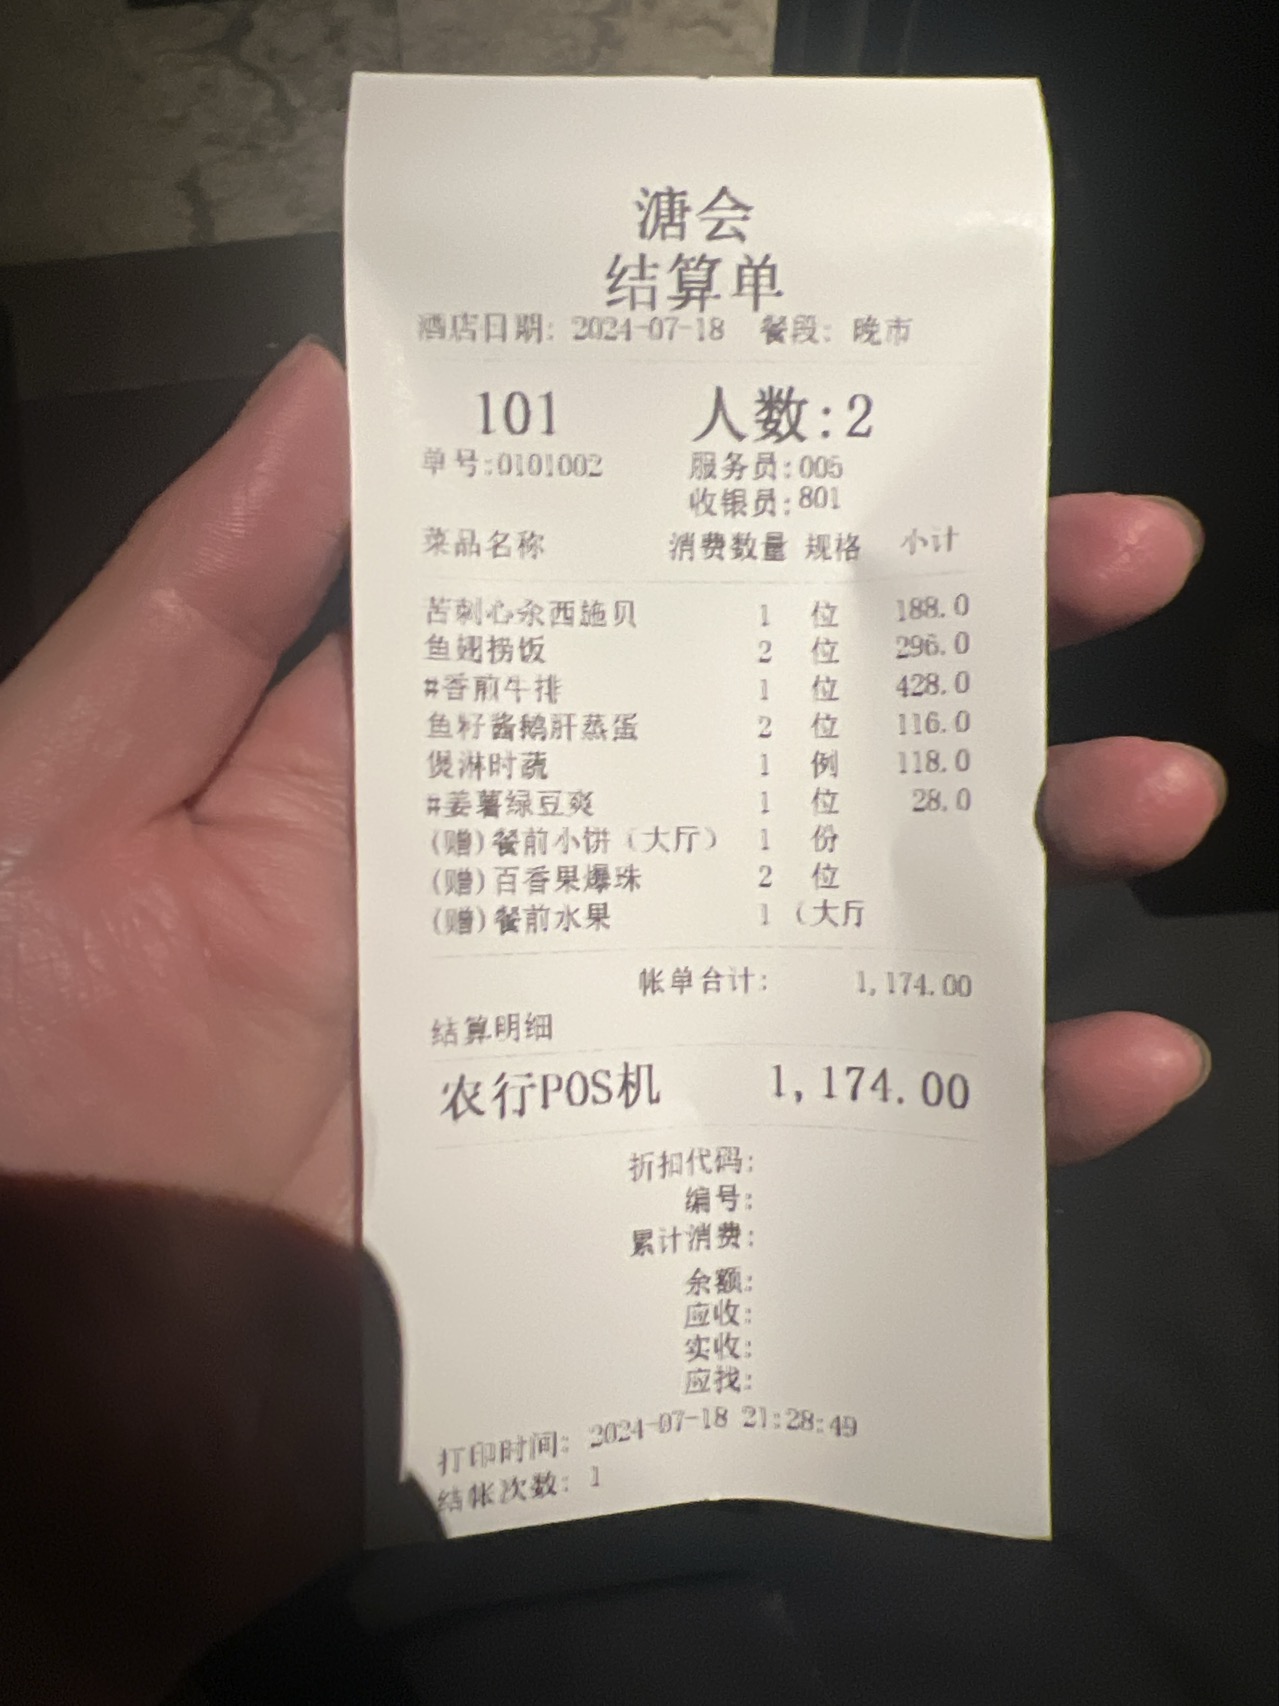 溏会
结算单
酒店日期: 2024-07-18 餐段: 晚市
101 人数:2
单号:0101002 服务员:005
收银员:801
菜品名称 消费数量 规格 小计
苦刺心汆西施贝 1 位 188.0
鱼翅捞饭 2 位 296.0
#香煎牛排 1 位 428.0
鱼籽酱鹅肝蒸蛋 2 位 116.0
煲淋时蔬 1 例 118.0
#姜薯绿豆爽 1 位 28.0
(赠)餐前小饼（大厅） 1 份
(赠)百香果爆珠 2 位
(赠)餐前水果 1 （大厅
帐单合计: 1,174.00
结算明细
农行POS机 1,174.00
折扣代码:
编号:
累计消费:
余额:
应收:
实收:
应找:
打印时间: 2024-07-18 21:28:49
结帐次数: 1